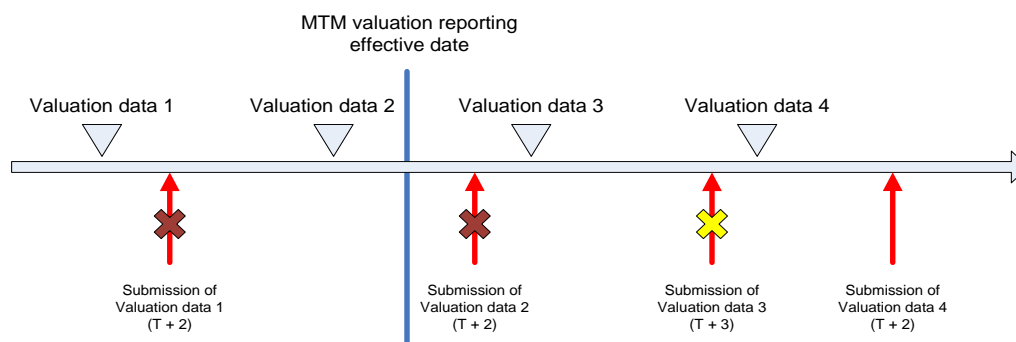 MTM valuation reporting
effective date
Valuation data 1
Valuation data 2
Valuation data 3
Valuation data 4
Submission of
Valuation data 1
(T + 2)
Submission of
Valuation data 2
(T + 2)
Submission of
Valuation data 3
(T + 3)
Submission of
Valuation data 4
(T + 2)